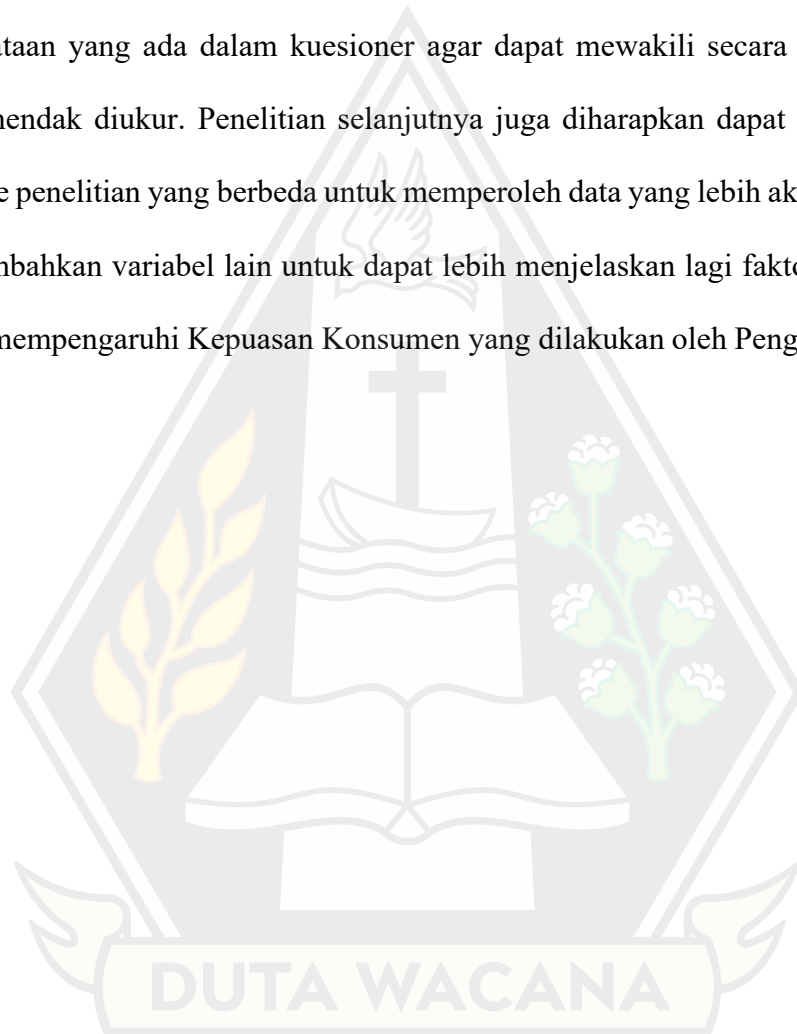 ataan yang ada dalam kuesioner agar dapat mewakili secara
hendak diukur. Penelitian selanjutnya juga diharapkan dapat
e penelitian yang berbeda untuk memperoleh data yang lebih ak
mbahkan variabel lain untuk dapat lebih menjelaskan lagi fakto
mempengaruhi Kepuasan Konsumen yang dilakukan oleh Peng
DUTA WACANA